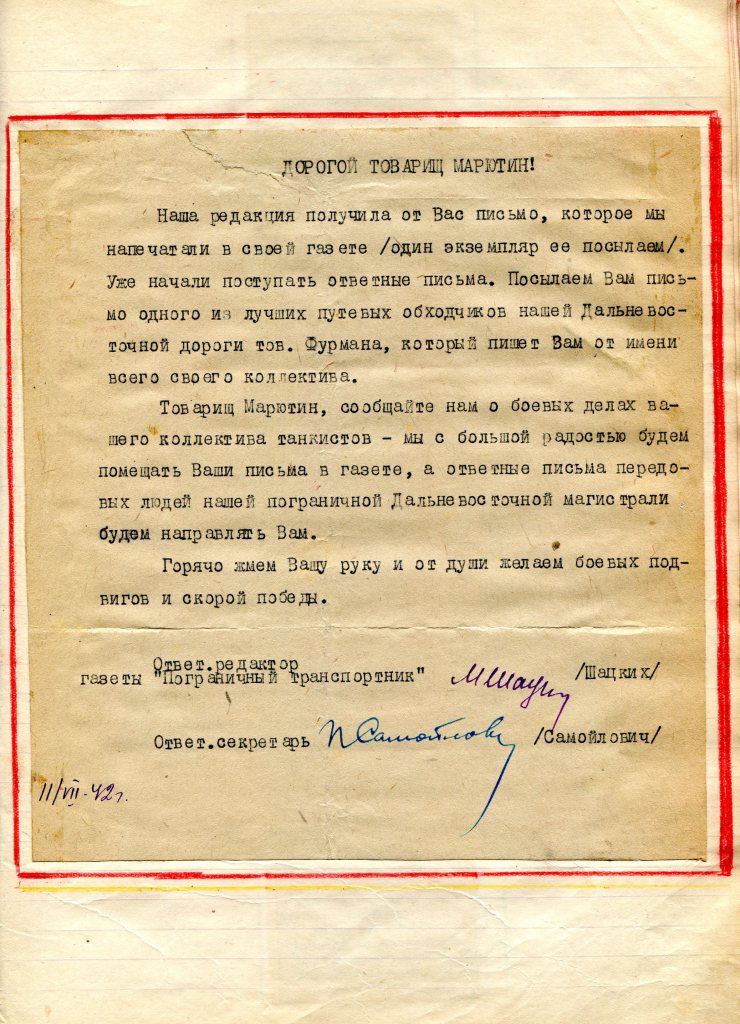 ДОРОГОЙ ТОВАРИЩ МАРЮТИН!
Наша редакция получила от Вас письмо, которое мы
напечатали в своей газете /один экземпляр ее посылаем/.
Уже начали поступать ответные письма. Посылаем Вам пись-
мо одного из лучших путевых обходчиков нашей Дальневос-
точной дороги тов. Фурмана, который пишет Вам от имени
всего своего коллектива.
Товарищ Марютин, сообщайте нам о боевых делах ва-
шего коллектива танкистов - мы с большой радостью будем
помещать Ваши письма в газете, а ответные письма передо-
вых людей нашей пограничной Дальневосточной магистрали
будем направлять Вам.
Горячо жмем Вашу руку и от души желаем боевых под-
вигов и скорой победы.
Ответ.редактор
газеты "Пограничный транспортник" /Шацких/
Ответ.секретарь П Самойлович /Самойлович/
11/VII-42г.